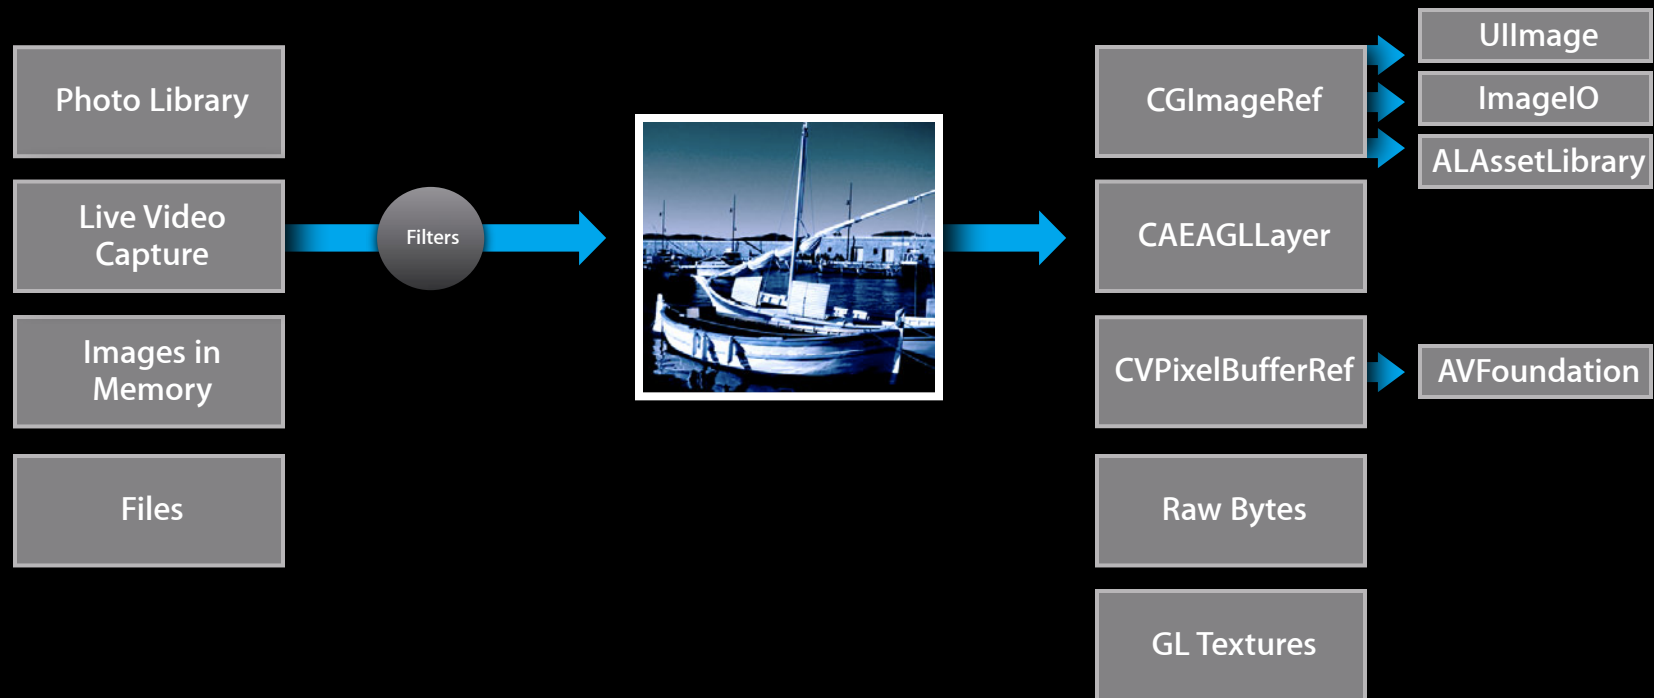 Photo Library
Live Video
Capture
Images in
Memory
Files
Filters
CGImageRef
CAEAGLLayer
CVPixelBufferRef
Raw Bytes
GL Textures
UIImage
ImageIO
ALAssetLibrary
AVFoundation